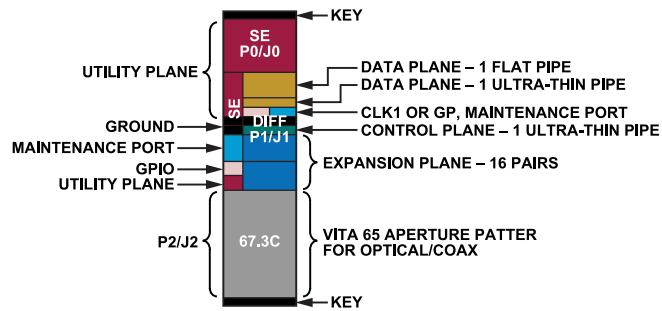 KEY
SE
P0/J0
UTILITY PLANE
DATA PLANE – 1 FLAT PIPE
DATA PLANE – 1 ULTRA-THIN PIPE
SE
CLK1 OR GP, MAINTENANCE PORT
DIFF
P1/J1
GROUND
CONTROL PLANE – 1 ULTRA-THIN PIPE
MAINTENANCE PORT
EXPANSION PLANE – 16 PAIRS
GPIO
UTILITY PLANE
P2/J2
67.3C
VITA 65 APERTURE PATTER
FOR OPTICAL/COAX
KEY